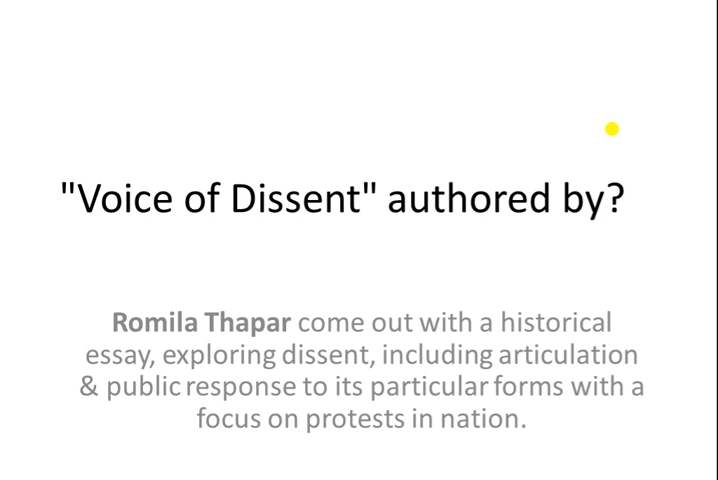 "Voice of Dissent" authored by?
Romila Thapar come out with a historical
essay, exploring dissent, including articulation
& public response to its particular forms with a
focus on protests in nation.